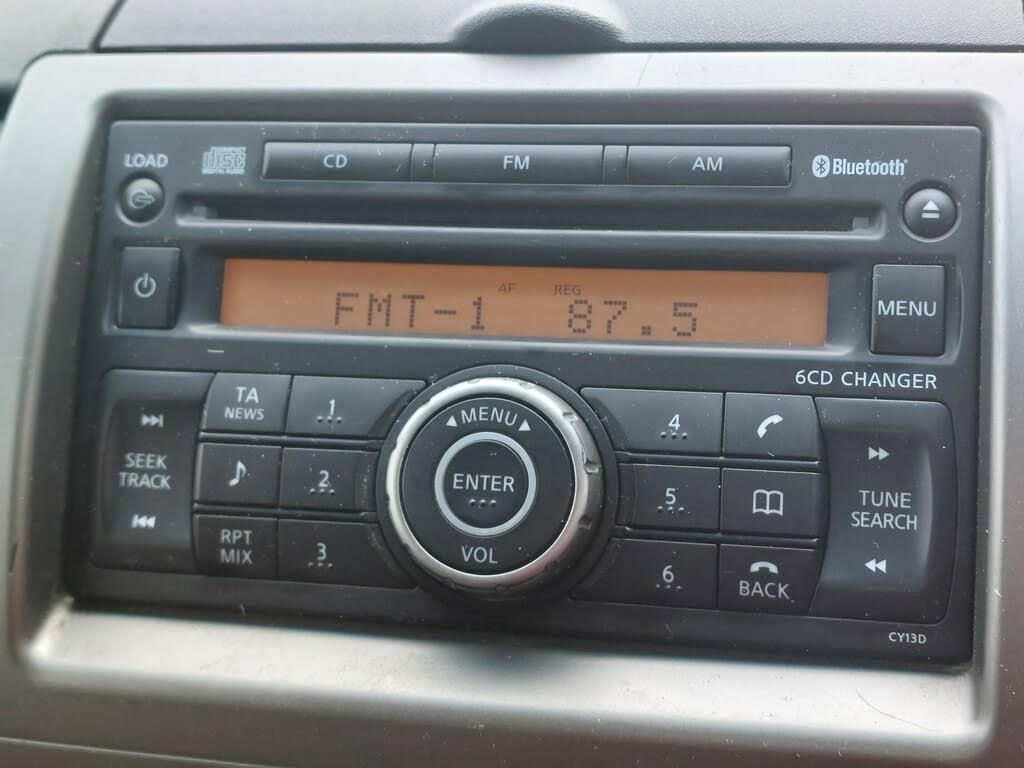 LOAD
COMPACT
disc
DIGITAL AUDIO
CD
FM
AM
Bluetooth®
AF
REG
FMT-1 87.5
MENU
6CD CHANGER
SEEK
TRACK
TA
NEWS
1
2
RPT
MIX
3
MENU
ENTER
VOL
4
5
6
BACK
TUNE
SEARCH
CY13D